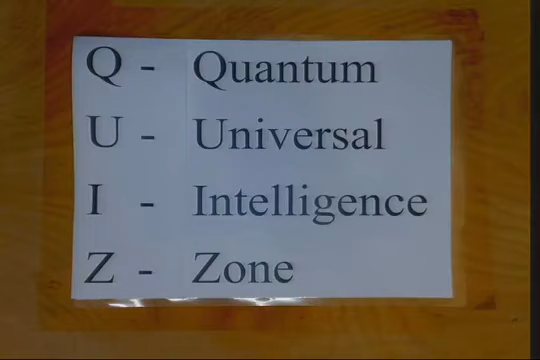 Q - Quantum
U - Universal
I - Intelligence
Z - Zone